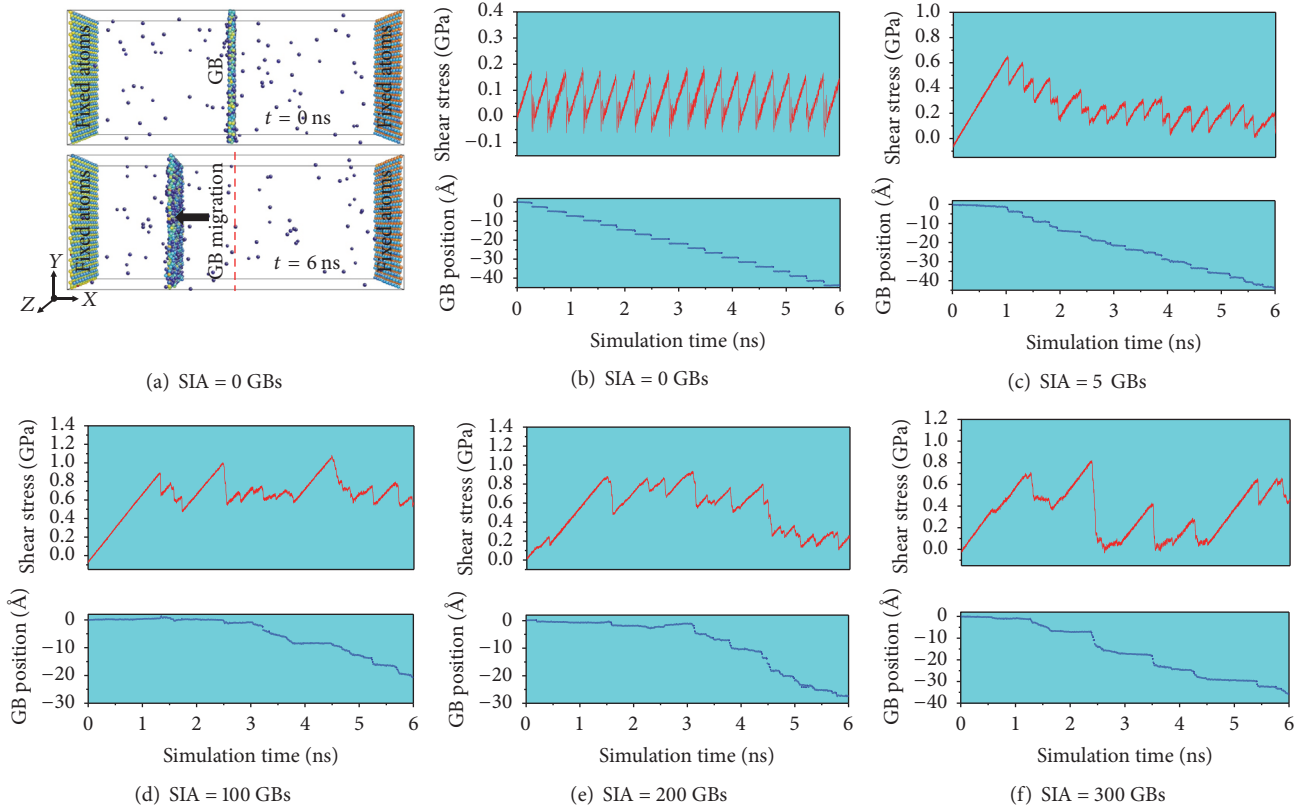 Fixed atoms
GB
t = 0 ns
Fixed atoms
Fixed atoms
GB migration
t = 6 ns
Fixed atoms
Y
Z
X
(a) SIA = 0 GBs
Shear stress (GPa)
0.4
0.3
0.2
0.1
0.0
−0.1
GB position (Å)
0
−10
−20
−30
−40
0 1 2 3 4 5 6
Simulation time (ns)
(b) SIA = 0 GBs
Shear stress (GPa)
1.0
0.8
0.6
0.4
0.2
0.0
GB position (Å)
0
−10
−20
−30
−40
0 1 2 3 4 5 6
Simulation time (ns)
(c) SIA = 5 GBs
Shear stress (GPa)
1.4
1.2
1.0
0.8
0.6
0.4
0.2
0.0
GB position (Å)
0
−10
−20
−30
0 1 2 3 4 5 6
Simulation time (ns)
(d) SIA = 100 GBs
Shear stress (GPa)
1.4
1.2
1.0
0.8
0.6
0.4
0.2
0.0
GB position (Å)
0
−10
−20
−30
0 1 2 3 4 5 6
Simulation time (ns)
(e) SIA = 200 GBs
Shear stress (GPa)
1.2
1.0
0.8
0.6
0.4
0.2
0.0
GB position (Å)
0
−10
−20
−30
−40
0 1 2 3 4 5 6
Simulation time (ns)
(f) SIA = 300 GBs